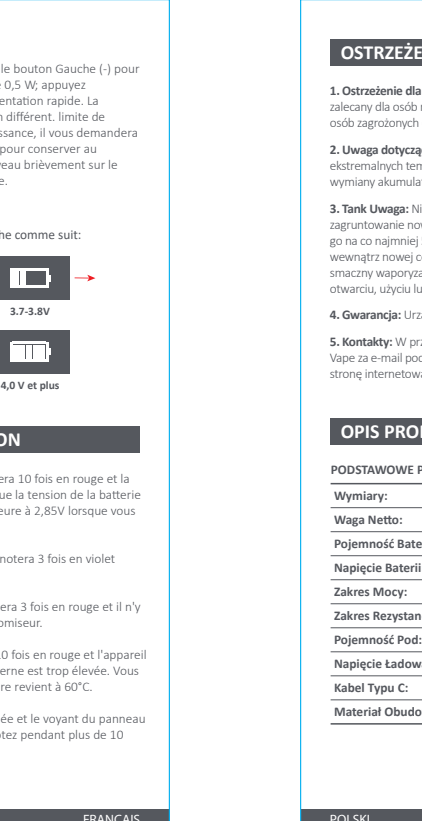 le bouton Gauche (-) pour
0,5 W; appuyez
entation rapide. La
n différent. limite de
ssance, il vous demandera
pour conserver au
veau brièvement sur le
e.
he comme suit:
3.7-3.8V
4,0 V et plus
ON
era 10 fois en rouge et la
ue la tension de la batterie
eure à 2,85V lorsque vous
notera 3 fois en violet
era 3 fois en rouge et il n'y
omiseur.
0 fois en rouge et l'appareil
erne est trop élevée. Vous
re revient à 60°C.
ée et le voyant du panneau
tez pendant plus de 10
FRANÇAIS
OSTRZEŻE
1. Ostrzeżenie dla
zalecany dla osób
osób zagrożonych
2. Uwaga dotyczą
ekstremalnych tem
wymiany akumula
3. Tank Uwaga: Ni
zagruntowanie now
go na co najmniej
wewnątrz nowej c
smaczny waporyza
otwarciu, użyciu lu
4. Gwarancja: Urzą
5. Kontakty: W prz
Vape za e-mail pod
stronę internetową
OPIS PROD
PODSTAWOWE P
Wymiary:
Waga Netto:
Pojemność Bate
Napięcie Baterii
Zakres Mocy:
Zakres Rezystan
Pojemność Pod:
Napięcie Ładow
Kabel Typu C:
Materiał Obudo
POLSKI